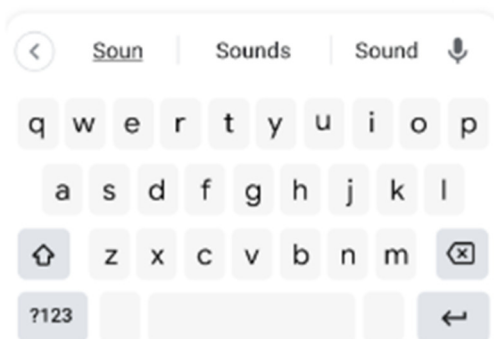 Soun Sounds Sound
q w e r t y u i o p
a s d f g h j k l
z x c v b n m
?123